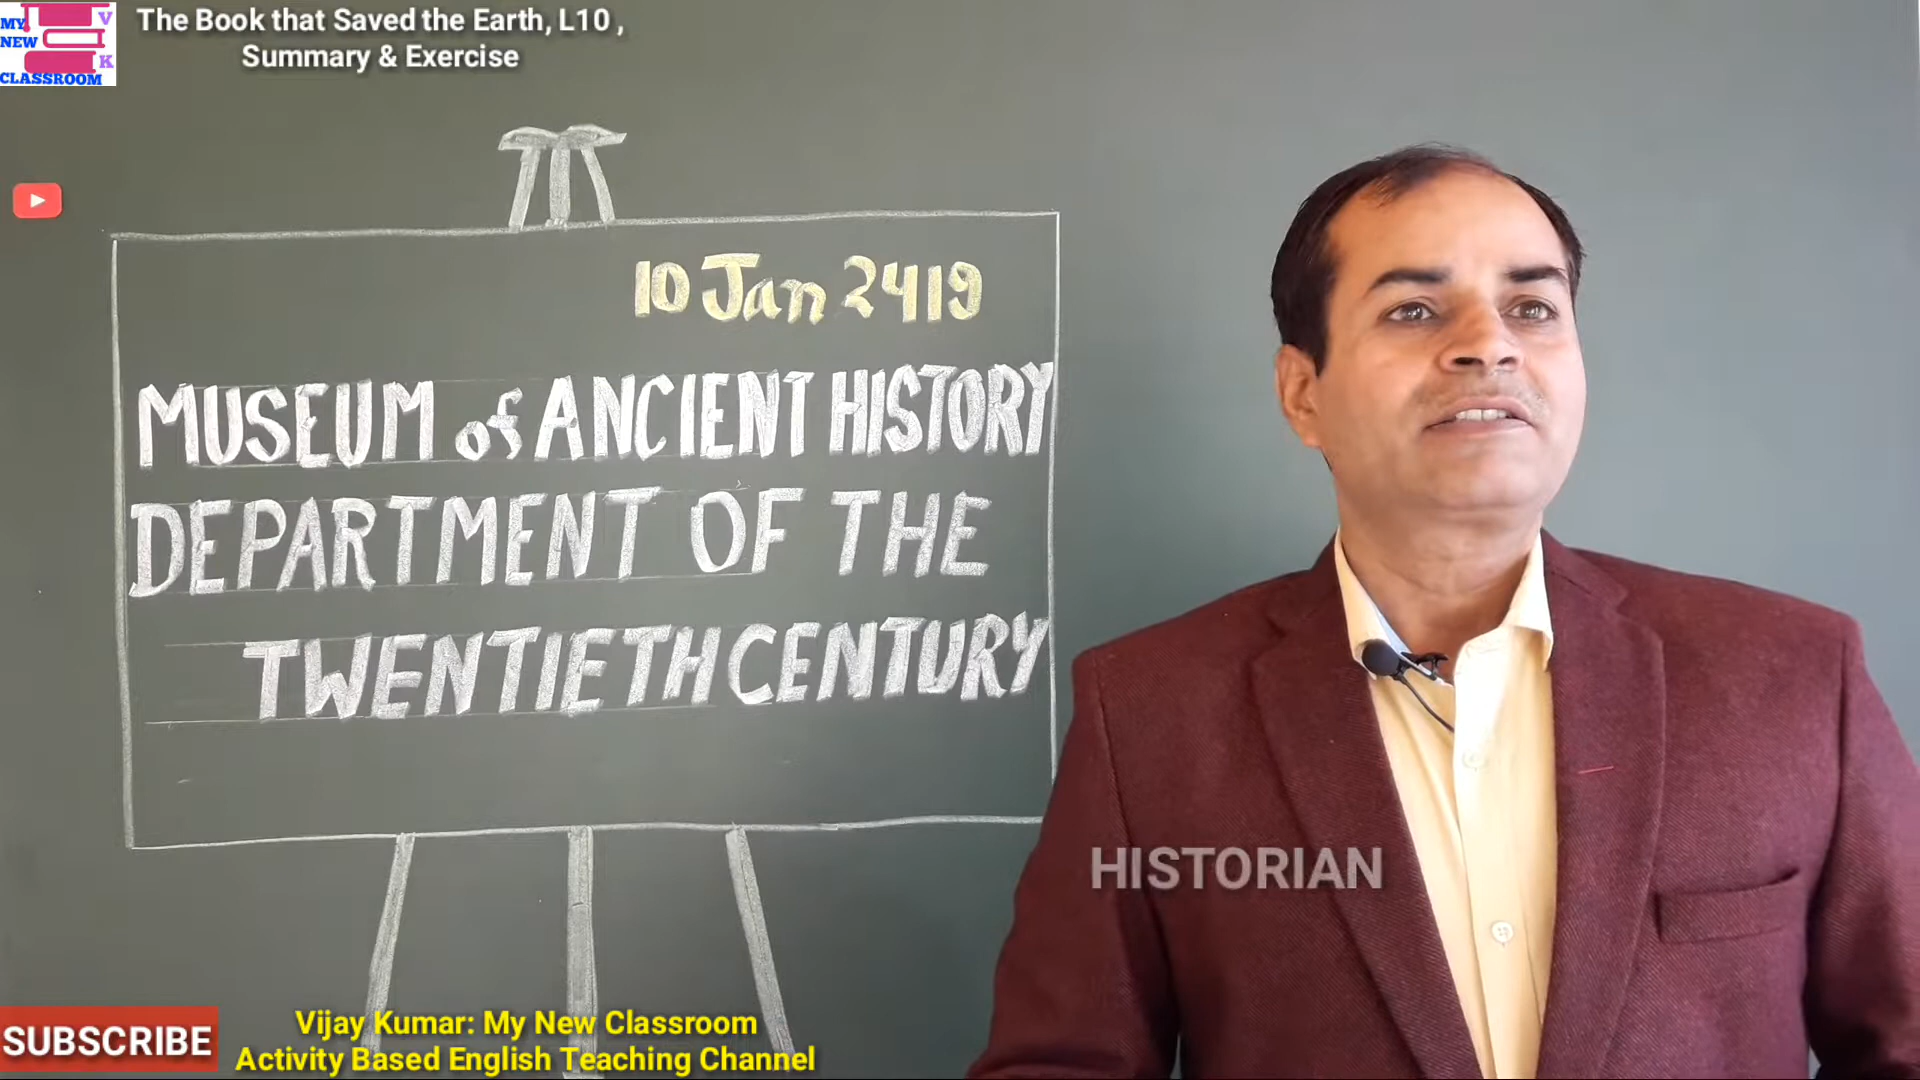 MY
NEW
CLASSROOM
V
K
The Book that Saved the Earth, L10 ,
Summary & Exercise
10 Jan 2419
MUSEUM of ANCIENT HISTORY
DEPARTMENT OF THE
TWENTIETH CENTURY
HISTORIAN
SUBSCRIBE
Vijay Kumar: My New Classroom
Activity Based English Teaching Channel